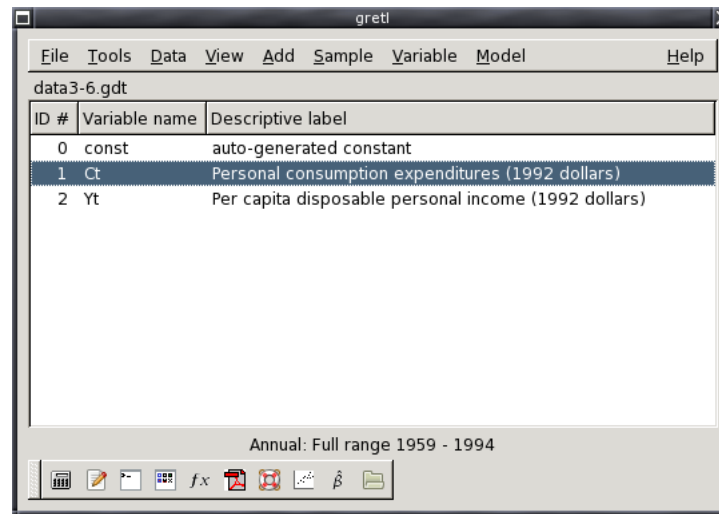 gretl
File Tools Data View Add Sample Variable Model Help
data3-6.gdt
ID # Variable name Descriptive label
0 const auto-generated constant
1 Ct Personal consumption expenditures (1992 dollars)
2 Yt Per capita disposable personal income (1992 dollars)
Annual: Full range 1959 - 1994
fx β̂